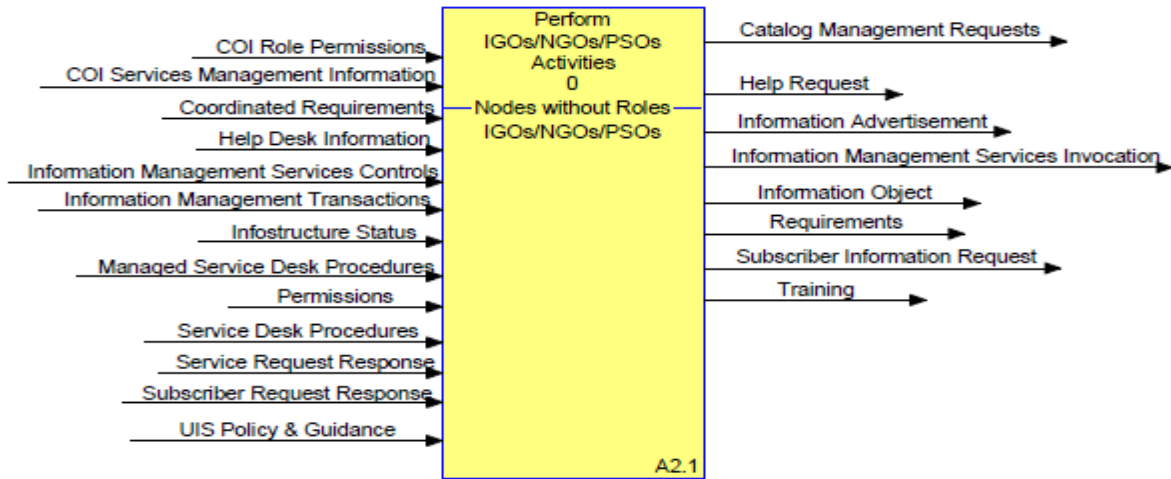 COI Role Permissions
COI Services Management Information
Coordinated Requirements
Help Desk Information
Information Management Services Controls
Information Management Transactions
Infostructure Status
Managed Service Desk Procedures
Permissions
Service Desk Procedures
Service Request Response
Subscriber Request Response
UIS Policy & Guidance
Perform
IGOs/NGOs/PSOs
Activities
0
Nodes without Roles
IGOs/NGOs/PSOs
A2.1
Catalog Management Requests
Help Request
Information Advertisement
Information Management Services Invocation
Information Object
Requirements
Subscriber Information Request
Training